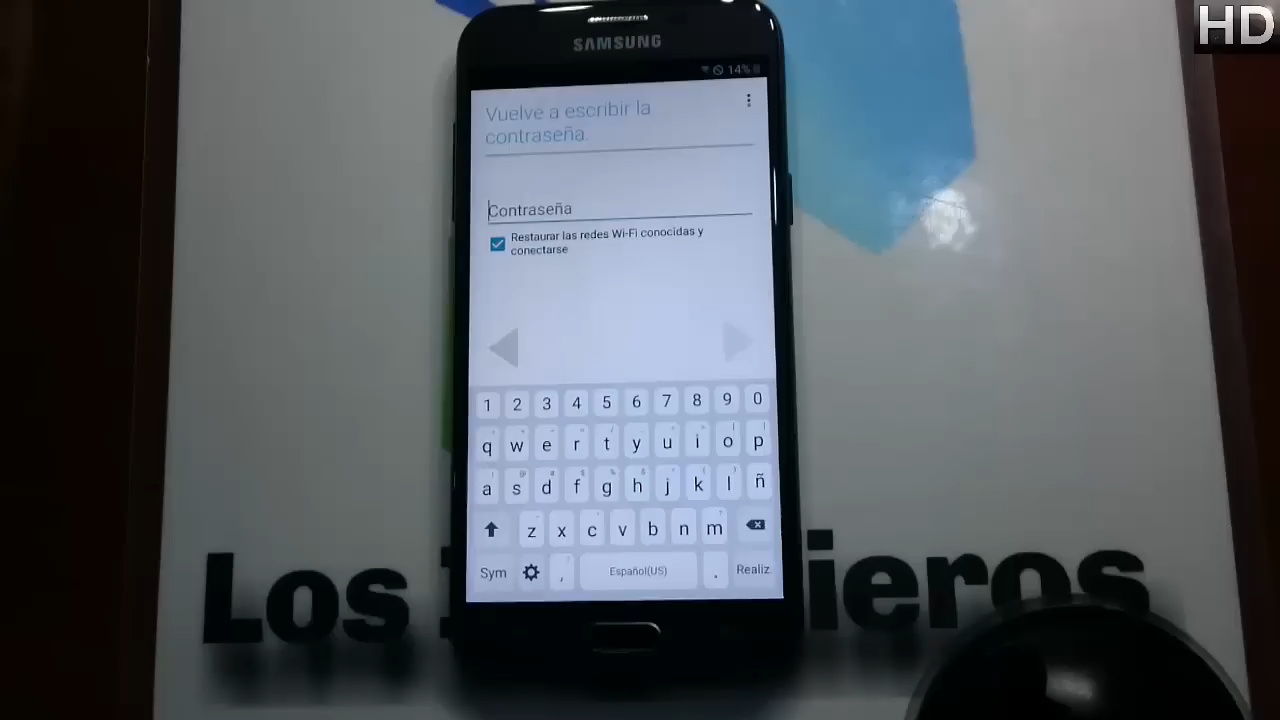 HD
SAMSUNG
14%
Vuelve a escribir la
contraseña.
Contraseña
Restaurar las redes Wi-Fi conocidas y
conectarse
1 2 3 4 5 6 7 8 9 0
q w e r t y u i o p
a s d f g h j k l ñ
z x c v b n m
Sym , Español(US) . Realiz.
Los ieros